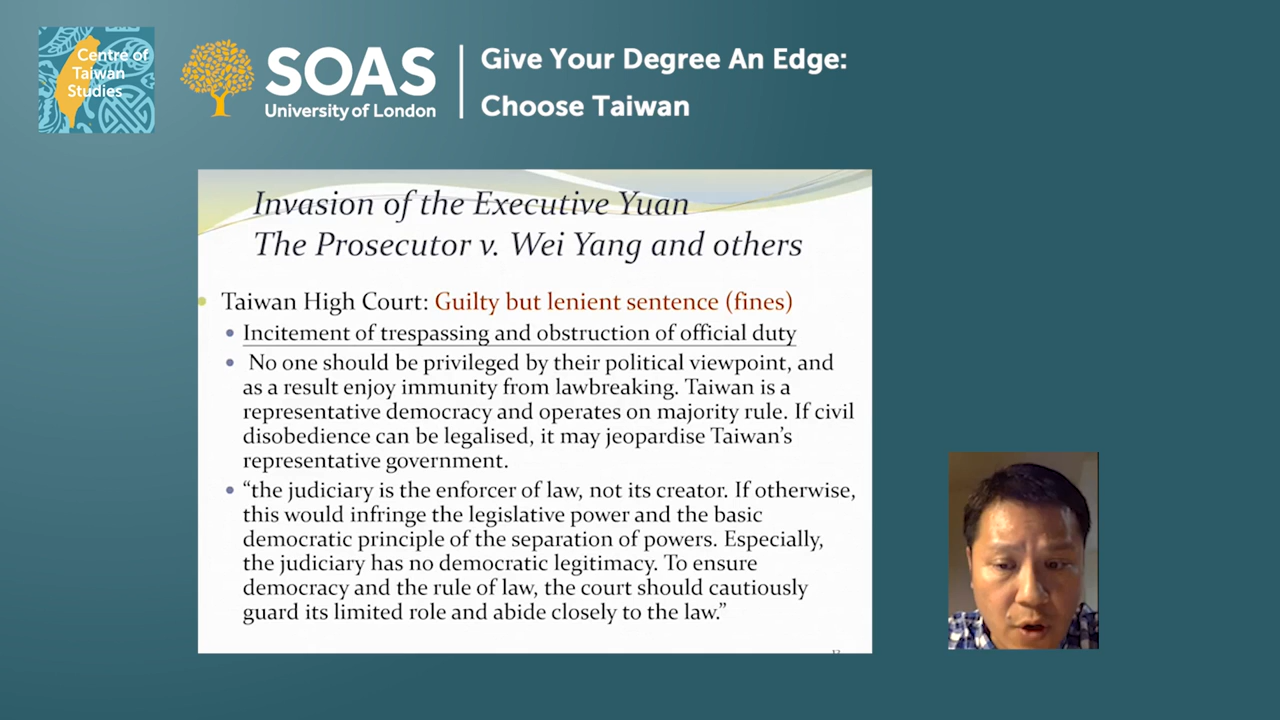 Centre of
Taiwan
Studies
SOAS
University of London
Give Your Degree An Edge:
Choose Taiwan
Invasion of the Executive Yuan
The Prosecutor v. Wei Yang and others
Taiwan High Court: Guilty but lenient sentence (fines)
Incitement of trespassing and obstruction of official duty
No one should be privileged by their political viewpoint, and
as a result enjoy immunity from lawbreaking. Taiwan is a
representative democracy and operates on majority rule. If civil
disobedience can be legalised, it may jeopardise Taiwan’s
representative government.
“the judiciary is the enforcer of law, not its creator. If otherwise,
this would infringe the legislative power and the basic
democratic principle of the separation of powers. Especially,
the judiciary has no democratic legitimacy. To ensure
democracy and the rule of law, the court should cautiously
guard its limited role and abide closely to the law.”